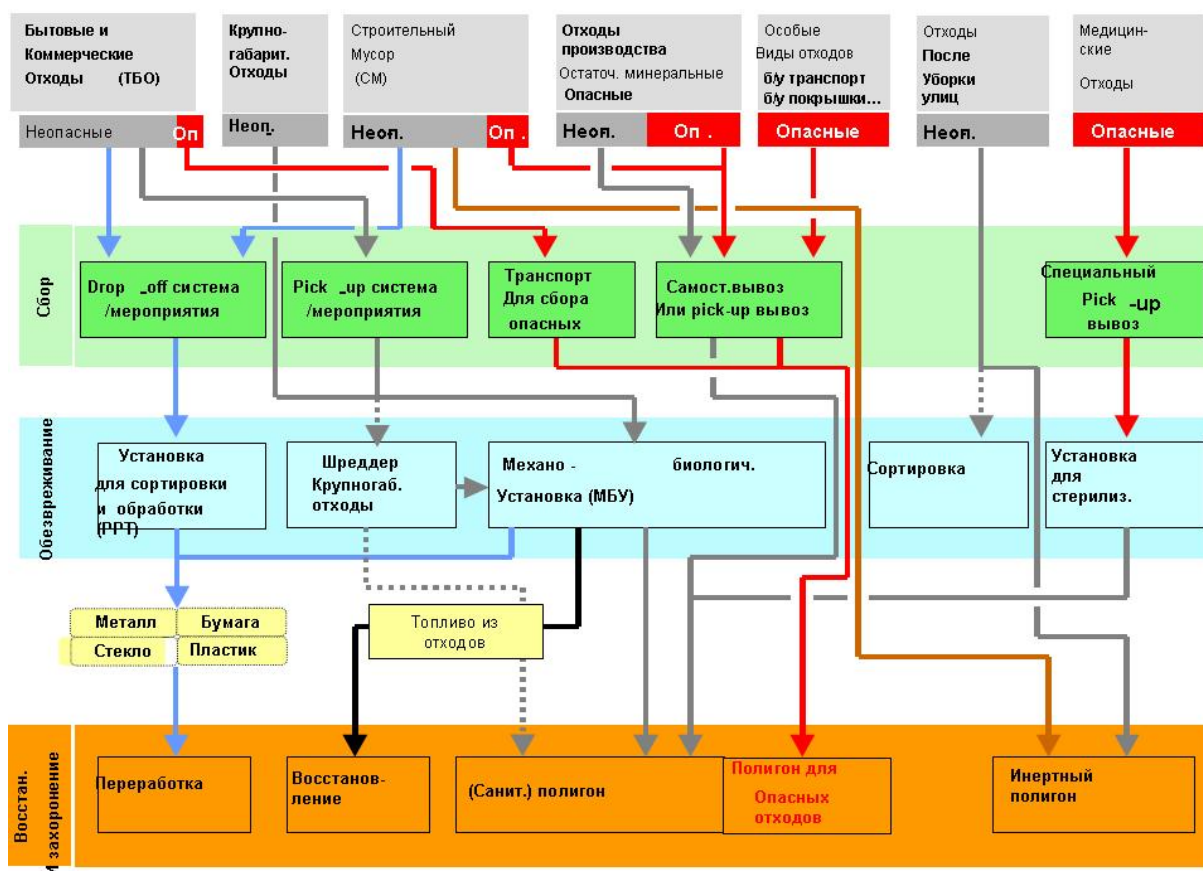 Бытовые и
Коммерческие
Отходы (ТБО)
Крупно-
габарит.
Отходы
Строительный
Мусор
(СМ)
Отходы
производства
Остаточ. минеральные
Опасные
Особые
Виды отходов
б/у транспорт
б/у покрышки...
Отходы
После
Уборки
улиц
Медицин-
ские
Отходы
Неопасные
Оп
Неоп.
Неоп.
Оп .
Неоп.
Оп .
Опасные
Неоп.
Опасные
Сбор
Drop _off система
/мероприятия
Pick _up система
/мероприятия
Транспорт
Для сбора
опасных
Самост.вывоз
Или pick-up вывоз
Специальный
Pick -up
вывоз
Обезвреживание
Установка
для сортировки
и обработки
(РРТ)
Шреддер
Крупногаб.
отходы
Механо - биологич.
Установка (МБУ)
Сортировка
Установка
для
стерилиз.
Металл
Бумага
Стекло
Пластик
Топливо из
отходов
Восстан.
И захоронение
Переработка
Восстанов-
ление
(Санит.) полигон
Полигон для
Опасных
отходов
Инертный
полигон